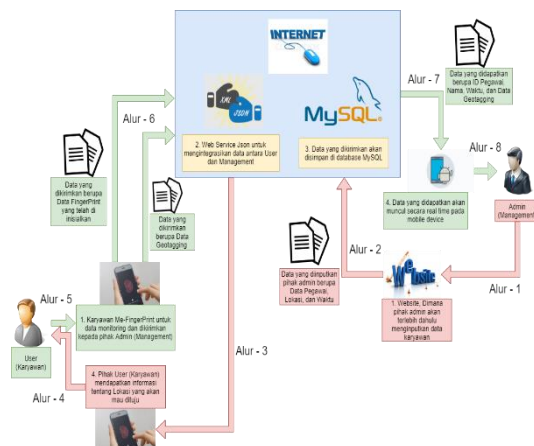 INTERNET
XML
JSON
MySQL
2. Web Service Json untuk
mengintegrasikan data antara User
dan Management
3. Data yang dikirimkan akan
disimpan di database MySQL
Alur - 7
Data yang didapatkan
berupa ID Pegawai,
Nama, Waktu, dan Data
Geotagging
Alur - 8
4. Data yang didapatkan akan
muncul secara real time pada
mobile device
Admin
(Management)
Alur - 6
Data yang
dikirimkan berupa
Data FingerPrint
yang telah di
inisialkan
Data yang
dikirimkan
berupa Data
Geotagging
Alur - 2
Data yang diinputkan
pihak admin berupa
Data Pegawai,
Lokasi, dan Waktu
Website
Alur - 1
1. Website, Dimana
pihak admin akan
terlebih dahulu
menginputkan data
karyawan
Alur - 5
1. Karyawan Me-FingerPrint untuk
data monitoring dan dikirimkan
kepada pihak Admin (Management)
User
(Karyawan)
Alur - 3
Alur - 4
4. Pihak User (Karyawan)
mendapatkan informasi
tentang Lokasi yang akan
mau dituju